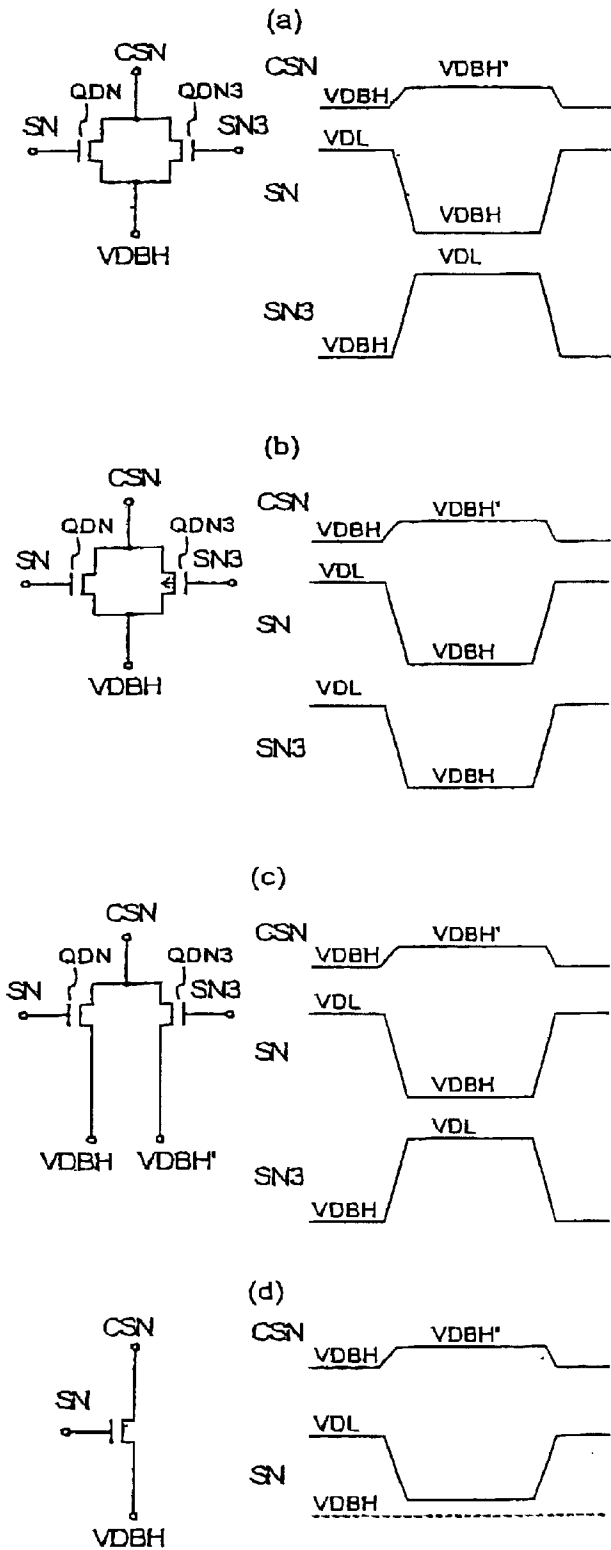 (a)
CSN
QDN QDN3
SN SN3
VDBH
CSN
VDBH VDBH'
VDL
SN
VDBH
VDL
SN3
VDBH
(b)
CSN
QDN QDN3
SN SN3
VDBH
CSN
VDBH VDBH'
VDL
SN
VDBH
VDL
SN3
VDBH
(c)
CSN
QDN QDN3
SN SN3
VDBH VDBH'
CSN
VDBH VDBH'
VDL
SN
VDBH
VDL
SN3
VDBH
(d)
CSN
SN
VDBH
CSN
VDBH VDBH'
VDL
SN
VDBH